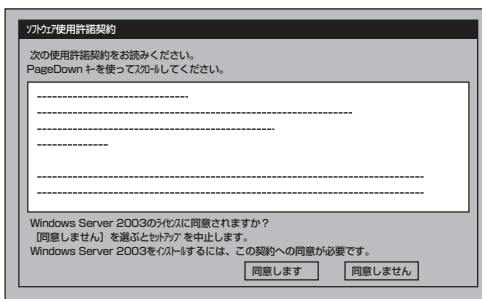 ｿﾌﾄｳｪｱ使用許諾契約
次の使用許諾契約をお読みください。
PageDown ｷｰを使ってｽｸﾛｰﾙしてください。
Windows Server 2003のﾗｲｾﾝｽに同意されますか？
［同意しません］を選ぶとｾｯﾄｱｯﾌﾟを中止します。
Windows Server 2003をｲﾝｽﾄｰﾙするには、この契約への同意が必要です。
同意します　同意しません